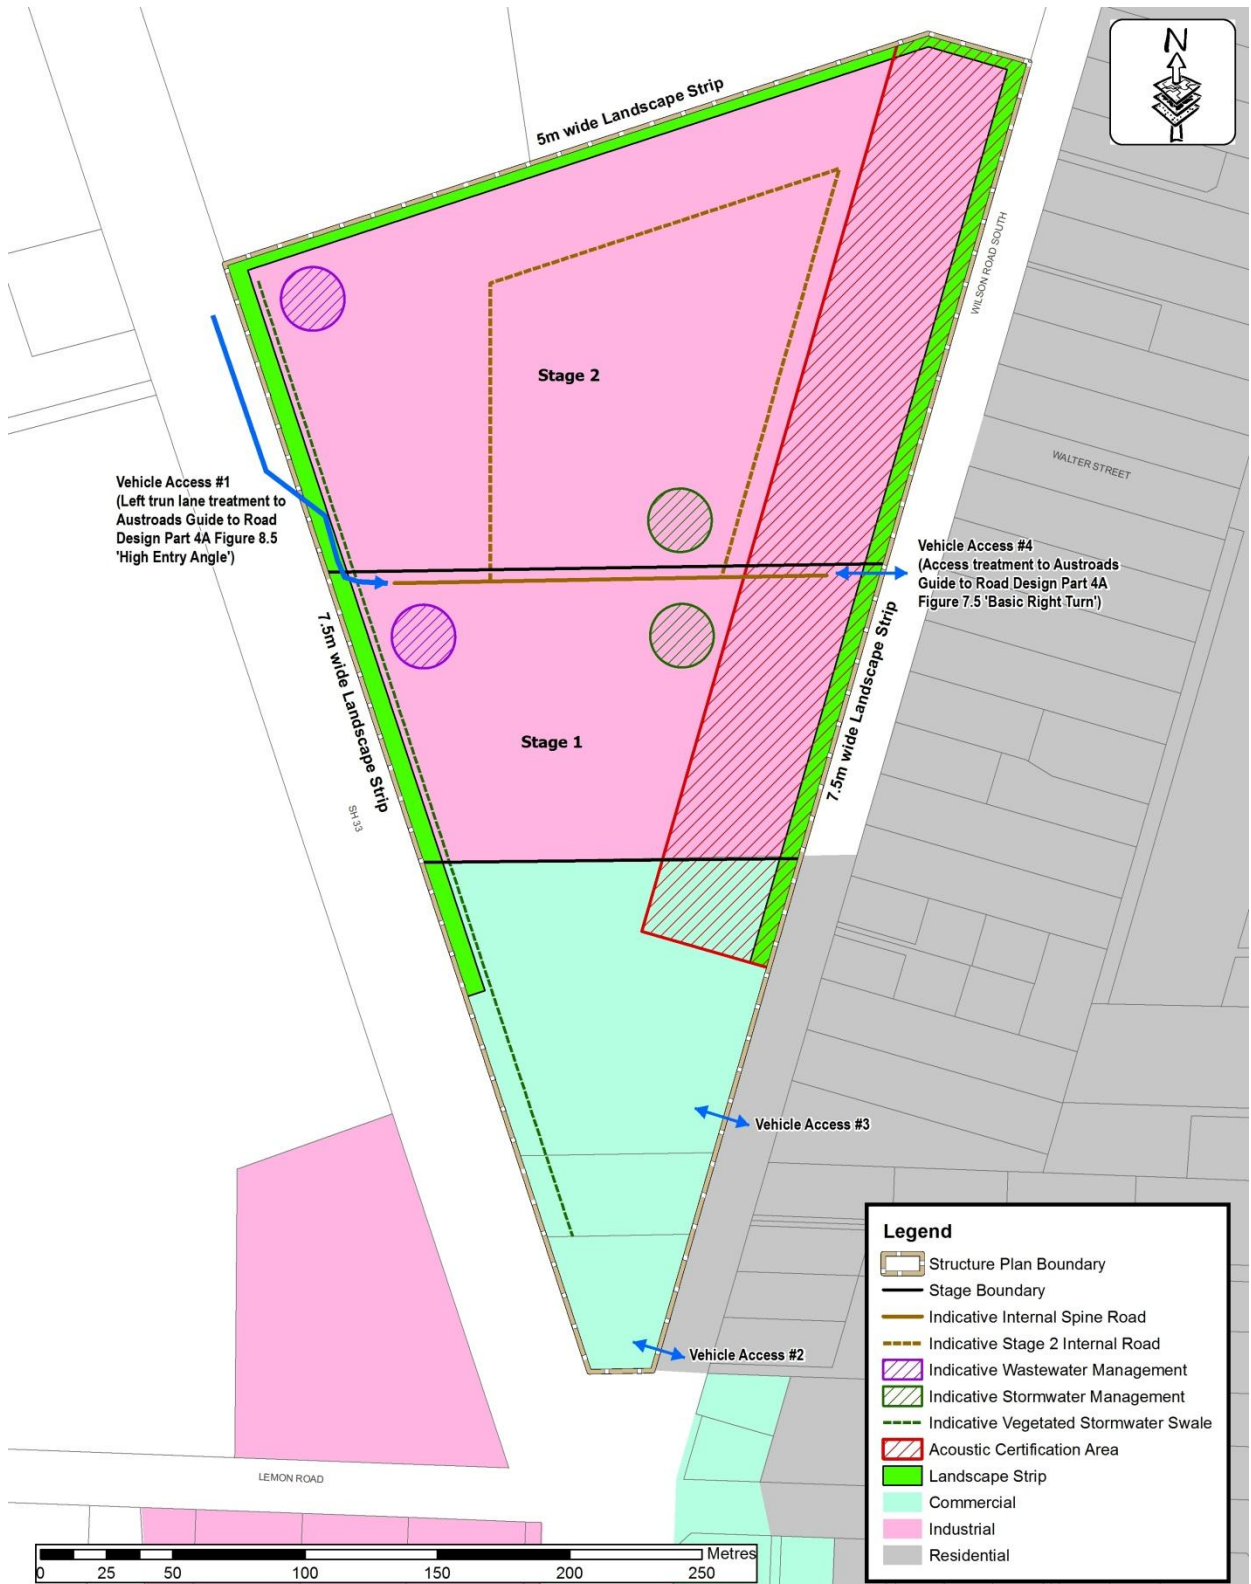 N
5m wide Landscape Strip
WILSON ROAD SOUTH
Stage 2
WALTER STREET
Vehicle Access #1
(Left trun lane treatment to
Austroads Guide to Road
Design Part 4A Figure 8.5
'High Entry Angle')
Vehicle Access #4
(Access treatment to Austroads
Guide to Road Design Part 4A
Figure 7.5 'Basic Right Turn')
7.5m wide Landscape Strip
7.5m wide Landscape Strip
Stage 1
SH 33
Vehicle Access #3
Vehicle Access #2
LEMON ROAD
Legend
Structure Plan Boundary
Stage Boundary
Indicative Internal Spine Road
Indicative Stage 2 Internal Road
Indicative Wastewater Management
Indicative Stormwater Management
Indicative Vegetated Stormwater Swale
Acoustic Certification Area
Landscape Strip
Commercial
Industrial
Residential
Metres
0 25 50 100 150 200 250